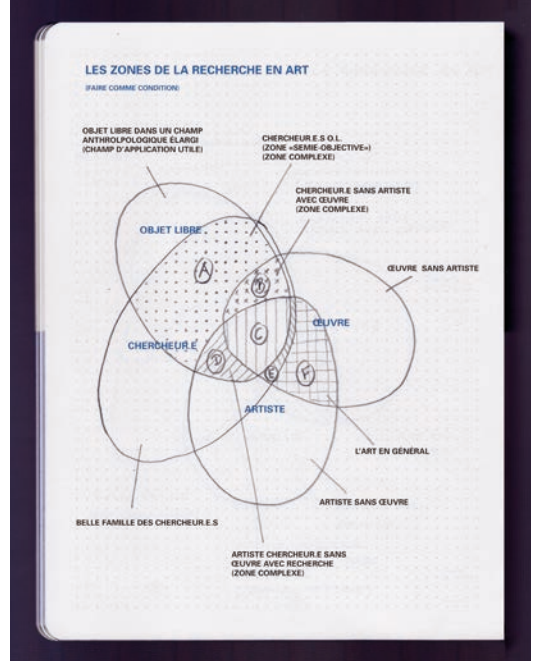 LES ZONES DE LA RECHERCHE EN ART
(FAIRE COMME CONDITION)
OBJET LIBRE DANS UN CHAMP
ANTHROLPOLOGIQUE ÉLARGI
(CHAMP D'APPLICATION UTILE)
CHERCHEUR.E.S O.L.
(ZONE «SEMIE-OBJECTIVE»)
(ZONE COMPLEXE)
CHERCHEUR.E SANS ARTISTE
AVEC ŒUVRE
(ZONE COMPLEXE)
OBJET LIBRE
ŒUVRE SANS ARTISTE
A
B
ŒUVRE
C
CHERCHEUR.E
D
E
F
ARTISTE
L'ART EN GÉNÉRAL
ARTISTE SANS ŒUVRE
BELLE FAMILLE DES CHERCHEUR.E.S
ARTISTE CHERCHEUR.E SANS
ŒUVRE AVEC RECHERCHE
(ZONE COMPLEXE)